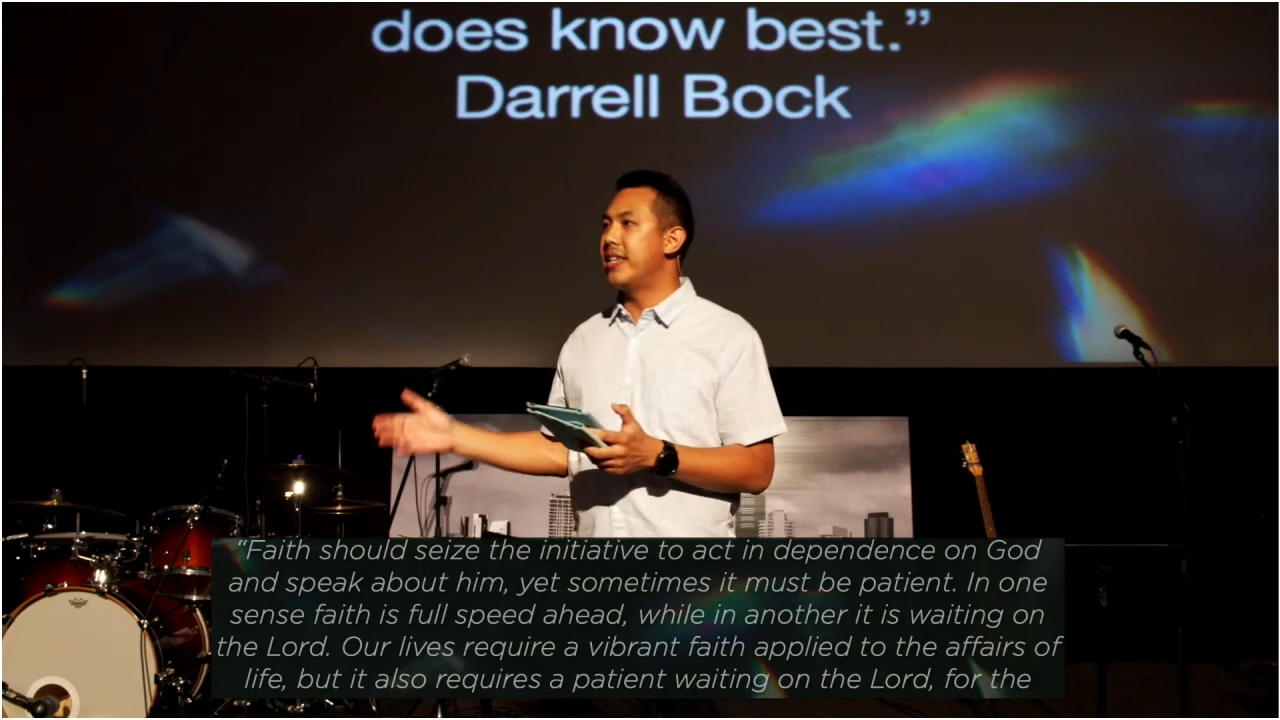 does know best.”
Darrell Bock
“Faith should seize the initiative to act in dependence on God
and speak about him, yet sometimes it must be patient. In one
sense faith is full speed ahead, while in another it is waiting on
the Lord. Our lives require a vibrant faith applied to the affairs of
life, but it also requires a patient waiting on the Lord, for the